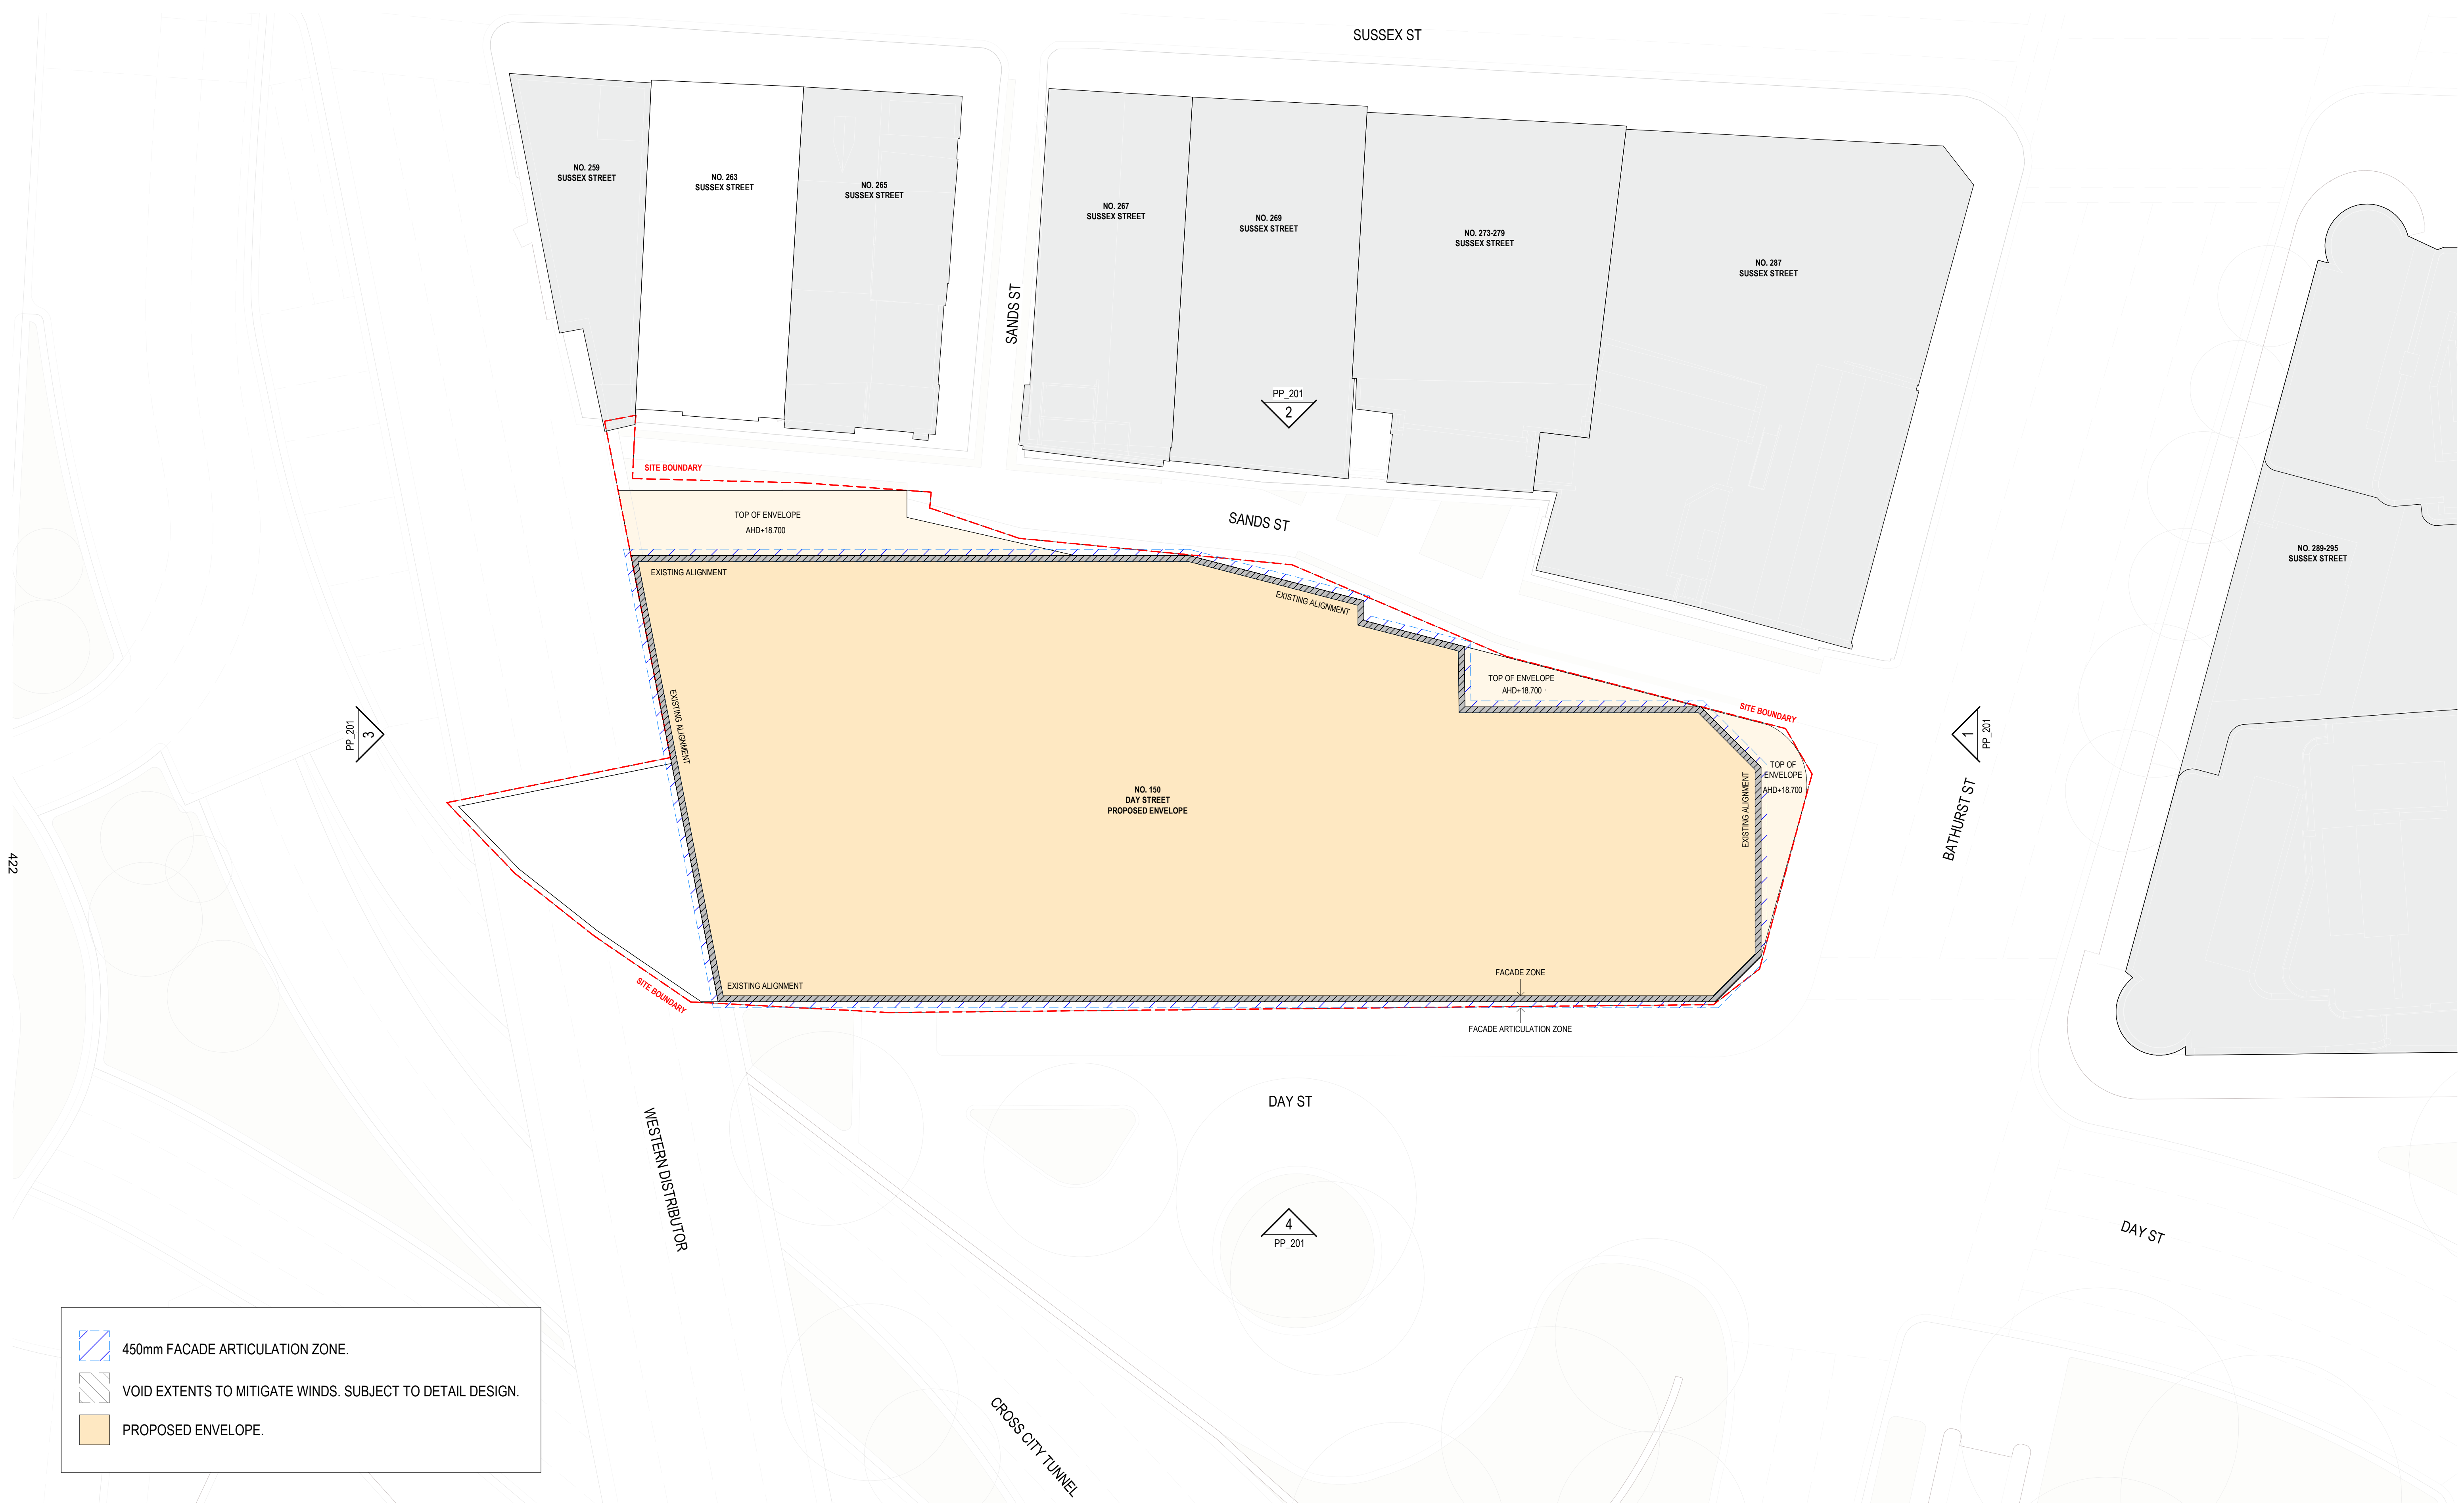 SUSSEX ST
NO. 259
SUSSEX STREET
NO. 263
SUSSEX STREET
NO. 265
SUSSEX STREET
NO. 267
SUSSEX STREET
NO. 269
SUSSEX STREET
NO. 273-279
SUSSEX STREET
NO. 287
SUSSEX STREET
SANDS ST
PP_201
2
SITE BOUNDARY
TOP OF ENVELOPE
AHD+18.700
SANDS ST
NO. 289-295
SUSSEX STREET
EXISTING ALIGNMENT
EXISTING ALIGNMENT
TOP OF ENVELOPE
AHD+18.700
SITE BOUNDARY
EXISTING ALIGNMENT
PP_201
3
1
PP_201
TOP OF
ENVELOPE
AHD+18.700
EXISTING ALIGNMENT
NO. 150
DAY STREET
PROPOSED ENVELOPE
BATHURST ST
422
FACADE ZONE
EXISTING ALIGNMENT
SITE BOUNDARY
FACADE ARTICULATION ZONE
DAY ST
WESTERN DISTRIBUTOR
4
PP_201
DAY ST
CROSS CITY TUNNEL
450mm FACADE ARTICULATION ZONE.
VOID EXTENTS TO MITIGATE WINDS. SUBJECT TO DETAIL DESIGN.
PROPOSED ENVELOPE.